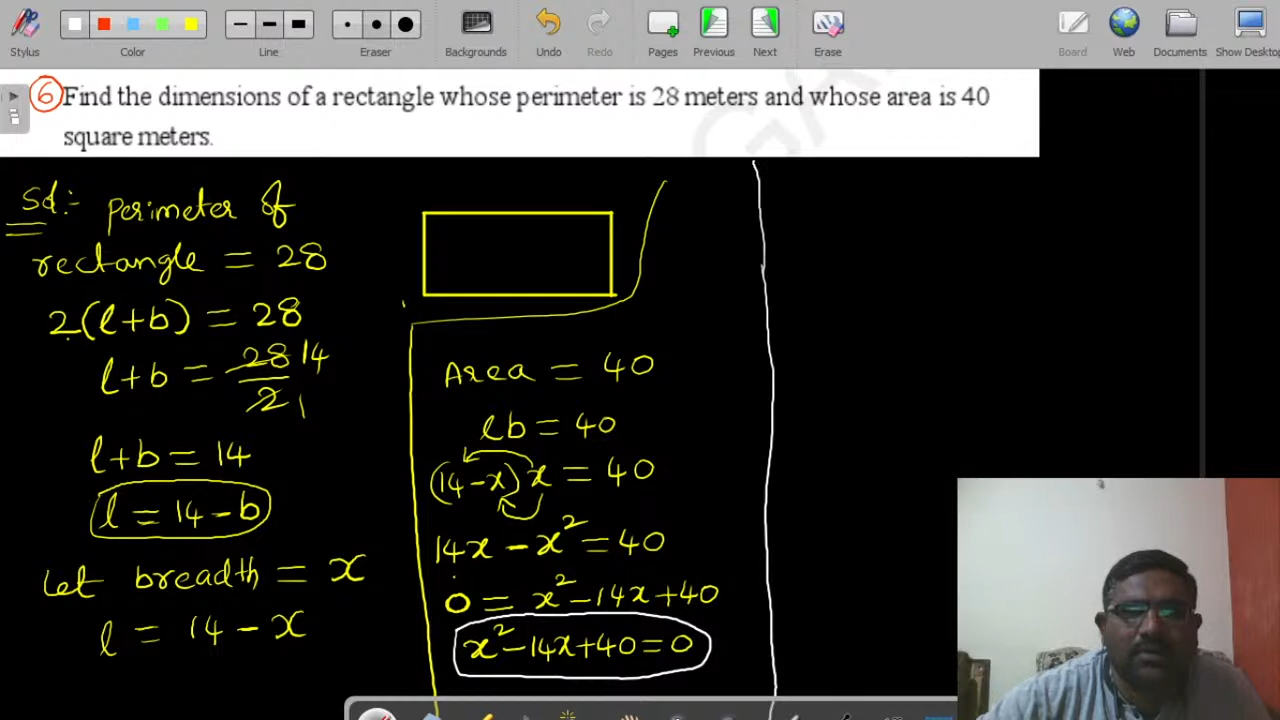 Stylus
Color
Line
Eraser
Backgrounds
Undo
Redo
Pages
Previous
Next
Erase
Board
Web
Documents
Show Desktop
6 Find the dimensions of a rectangle whose perimeter is 28 meters and whose area is 40
square meters.
Sol:- perimeter of
rectangle = 28
2(l+b) = 28
l+b = 28/2 14 1
l+b = 14
l = 14-b
Let breadth = x
l = 14-x
Area = 40
lb = 40
(14-x)x = 40
14x - x² = 40
0 = x²-14x+40
x²-14x+40=0